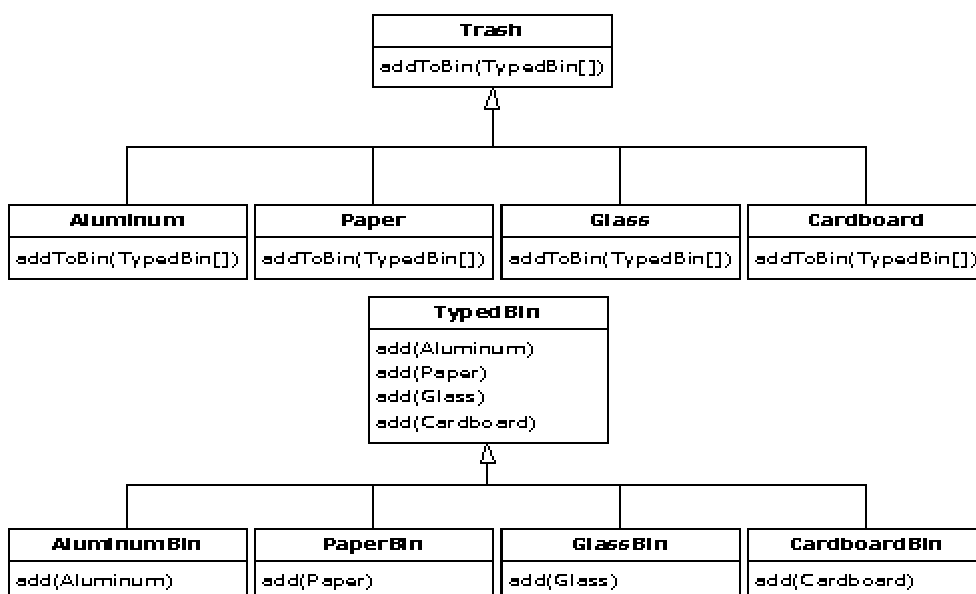 Trash
addToBin(TypedBin[])
Aluminum Paper Glass Cardboard
addToBin(TypedBin[]) addToBin(TypedBin[]) addToBin(TypedBin[]) addToBin(TypedBin[])
TypedBin
add(Aluminum)
add(Paper)
add(Glass)
add(Cardboard)
AluminumBin PaperBin GlassBin CardboardBin
add(Aluminum) add(Paper) add(Glass) add(Cardboard)